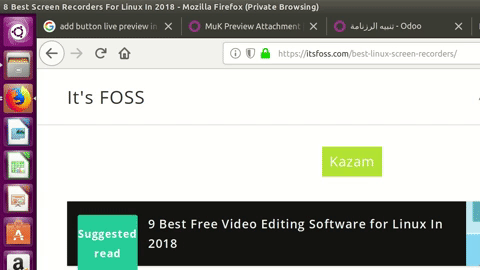 8 Best Screen Recorders For Linux In 2018 - Mozilla Firefox (Private Browsing)
add button live preview in
MuK Preview Attachment
تنبيه الرزنامة - Odoo
https://itsfoss.com/best-linux-screen-recorders/
It's FOSS
Kazam
Suggested read
9 Best Free Video Editing Software for Linux In
2018